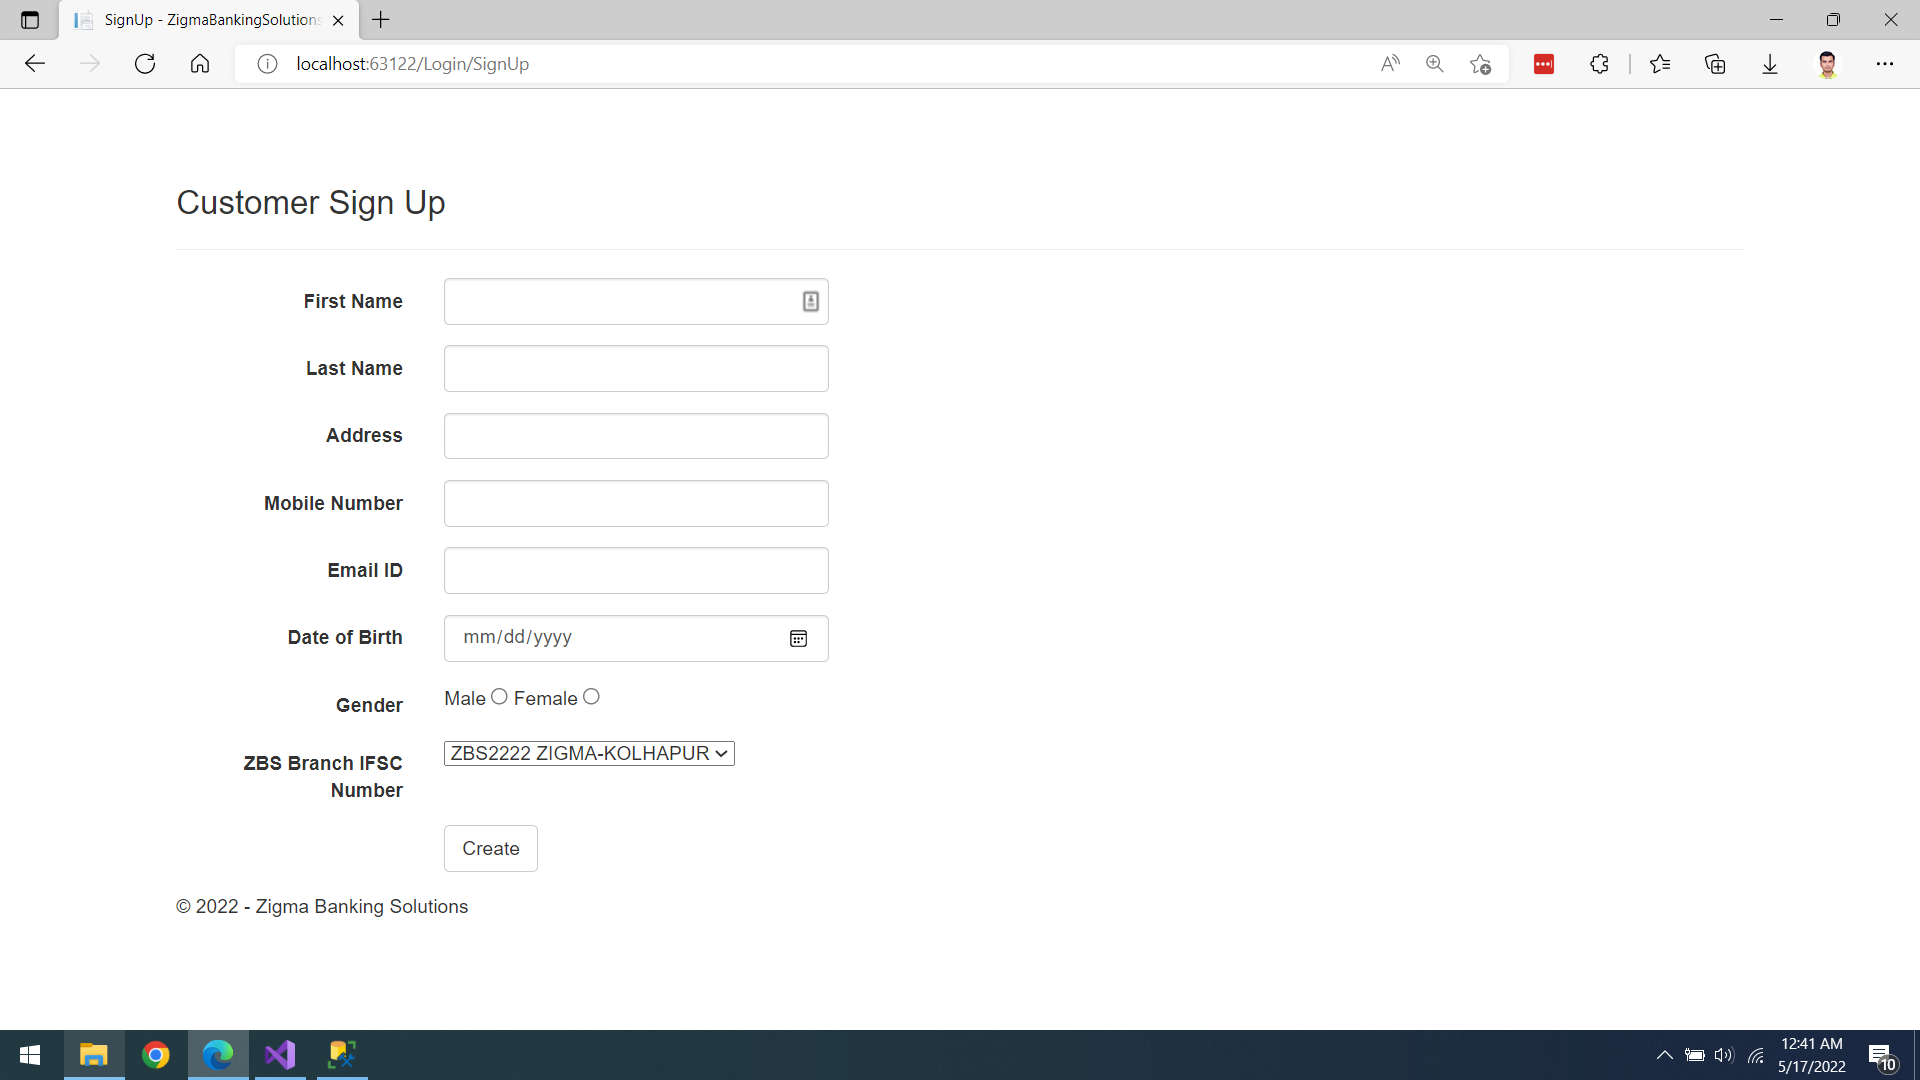 SignUp - ZigmaBankingSolutions
localhost:63122/Login/SignUp
Customer Sign Up
First Name
Last Name
Address
Mobile Number
Email ID
Date of Birth
mm/dd/yyyy
Gender
Male Female
ZBS Branch IFSC
Number
ZBS2222 ZIGMA-KOLHAPUR
Create
© 2022 - Zigma Banking Solutions
12:41 AM
5/17/2022
10